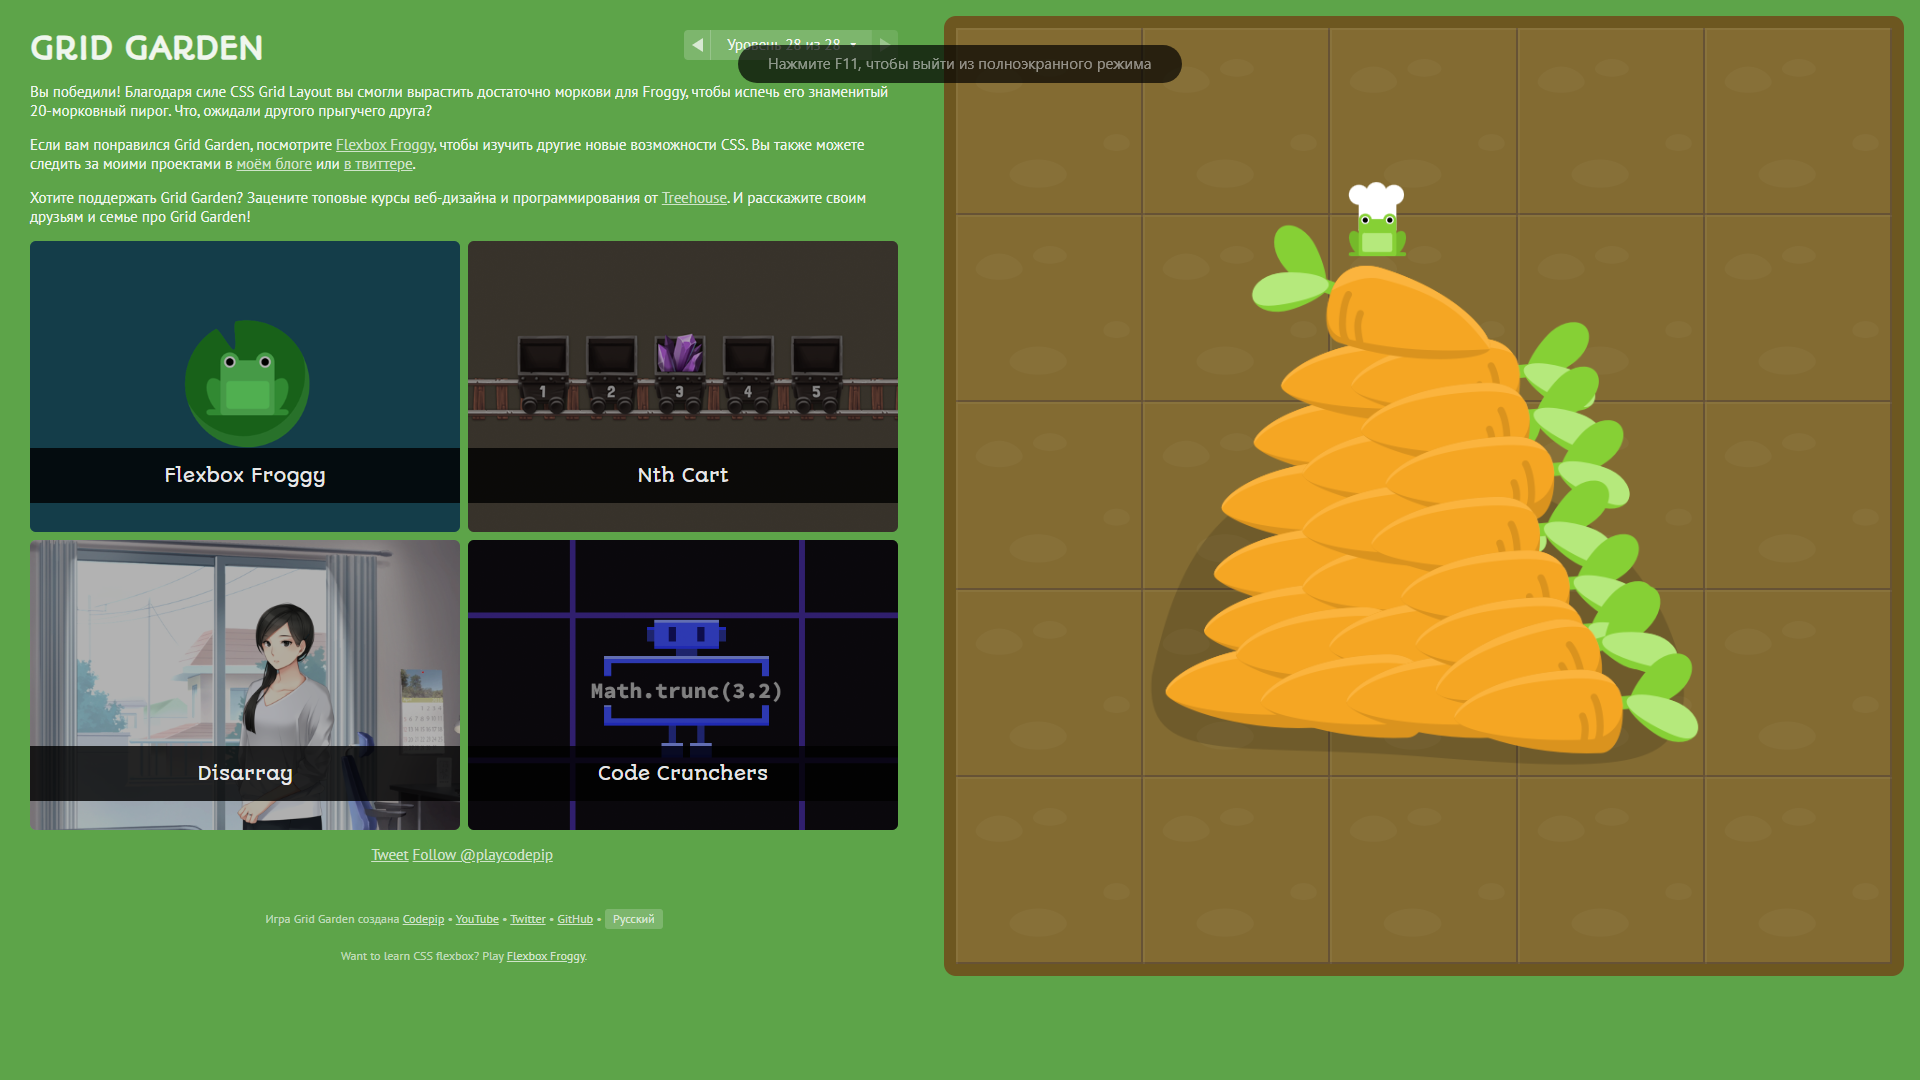 GRID GARDEN
Уровень 28 из 28
Нажмите F11, чтобы выйти из полноэкранного режима
Вы победили! Благодаря силе CSS Grid Layout вы смогли вырастить достаточно моркови для Froggy, чтобы испечь его знаменитый
20-морковный пирог. Что, ожидали другого прыгучего друга?
Если вам понравился Grid Garden, посмотрите Flexbox Froggy, чтобы изучить другие новые возможности CSS. Вы также можете
следить за моими проектами в моём блоге или в твиттере.
Хотите поддержать Grid Garden? Зацените топовые курсы веб-дизайна и программирования от Treehouse. И расскажите своим
друзьям и семье про Grid Garden!
1 2 3 4 5
Flexbox Froggy
Nth Cart
Math.trunc(3.2)
Disarray
Code Crunchers
Tweet Follow @playcodepip
Игра Grid Garden создана Codepip • YouTube • Twitter • GitHub • Русский
Want to learn CSS flexbox? Play Flexbox Froggy.